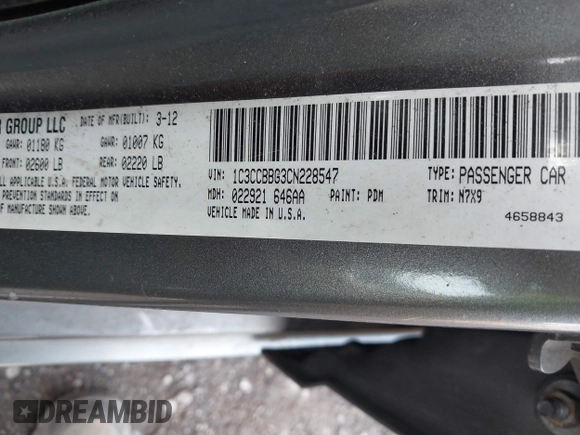 GROUP LLC DATE OF MFR(BUILT): 3-12
GAWR: 01180 KG GAWR: 01007 KG
FRONT: 02600 LB REAR: 02220 LB
ALL APPLICABLE U.S.A. FEDERAL MOTOR VEHICLE SAFETY,
PREVENTION STANDARDS IN EFFECT
OF MANUFACTURE SHOWN ABOVE.
VIN: 1C3CCBBG3CN228547 TYPE: PASSENGER CAR
MDH: 022921 646AA PAINT: PDM TRIM: N7X9
VEHICLE MADE IN U.S.A.
4658843
DREAMBID